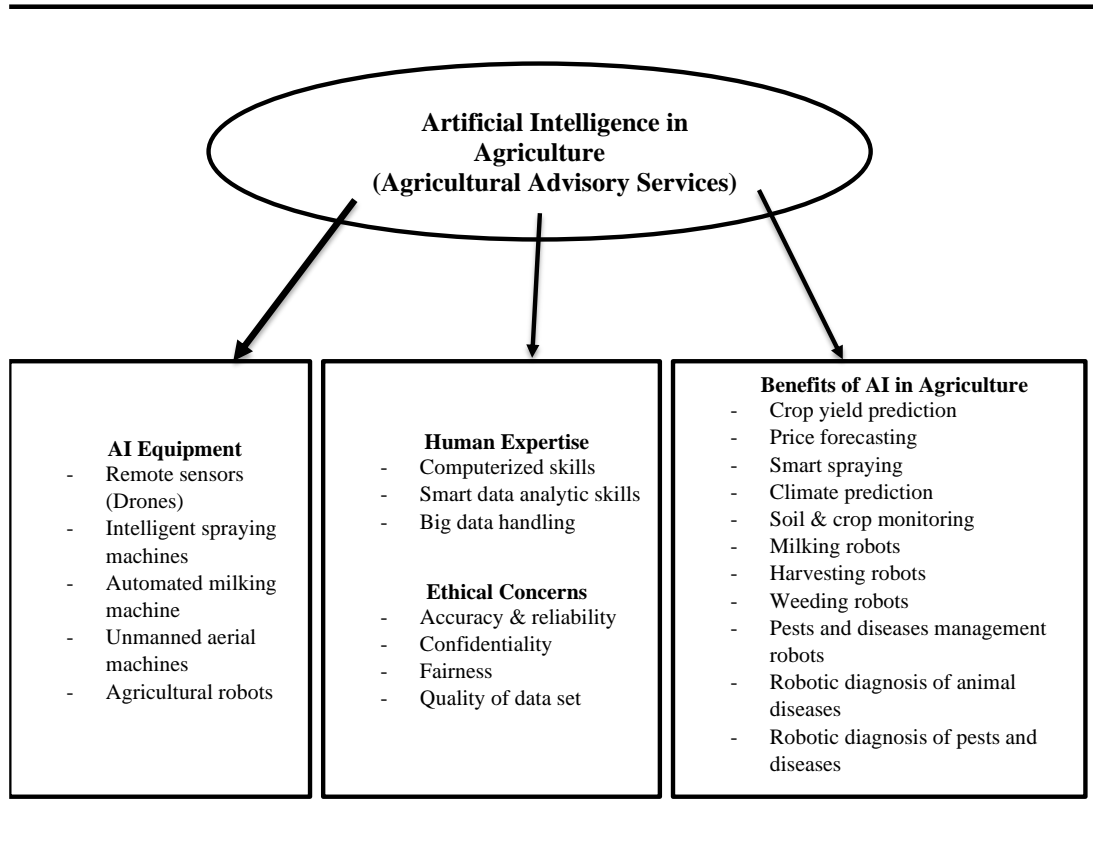 Artificial Intelligence in
Agriculture
(Agricultural Advisory Services)
AI Equipment
- Remote sensors
(Drones)
- Intelligent spraying
machines
- Automated milking
machine
- Unmanned aerial
machines
- Agricultural robots
Human Expertise
- Computerized skills
- Smart data analytic skills
- Big data handling
Ethical Concerns
- Accuracy & reliability
- Confidentiality
- Fairness
- Quality of data set
Benefits of AI in Agriculture
- Crop yield prediction
- Price forecasting
- Smart spraying
- Climate prediction
- Soil & crop monitoring
- Milking robots
- Harvesting robots
- Weeding robots
- Pests and diseases management
robots
- Robotic diagnosis of animal
diseases
- Robotic diagnosis of pests and
diseases